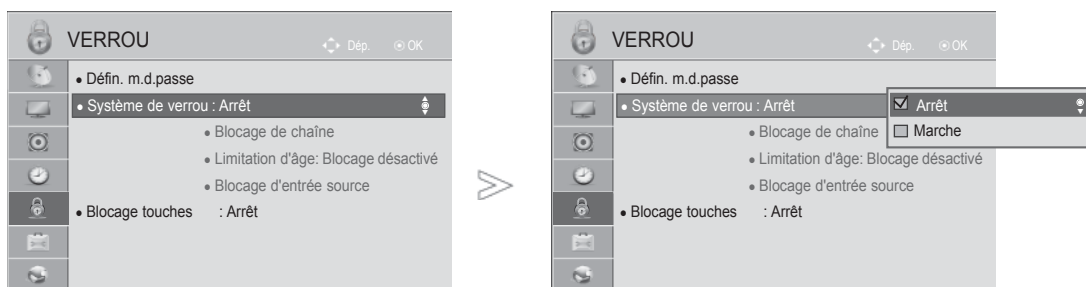 VERROU
Dép. OK
• Défin. m.d.passe
• Système de verrou : Arrêt
• Blocage de chaîne
• Limitation d'âge: Blocage désactivé
• Blocage d'entrée source
• Blocage touches : Arrêt
VERROU
Dép. OK
• Défin. m.d.passe
• Système de verrou : Arrêt
Arrêt
Marche
• Blocage de chaîne
• Limitation d'âge: Blocage désactivé
• Blocage d'entrée source
• Blocage touches : Arrêt